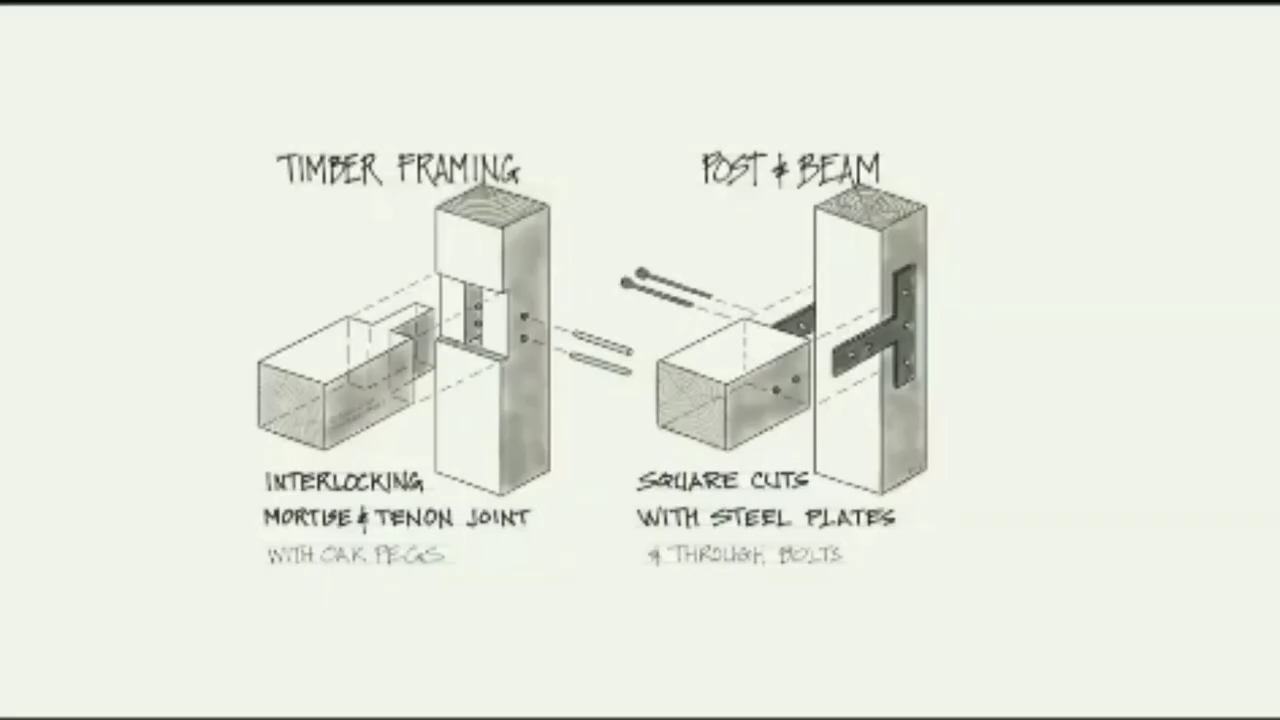 TIMBER FRAMING
POST & BEAM
INTERLOCKING
MORTISE & TENON JOINT
WITH OAK PEGS
SQUARE CUTS
WITH STEEL PLATES
& THROUGH BOLTS